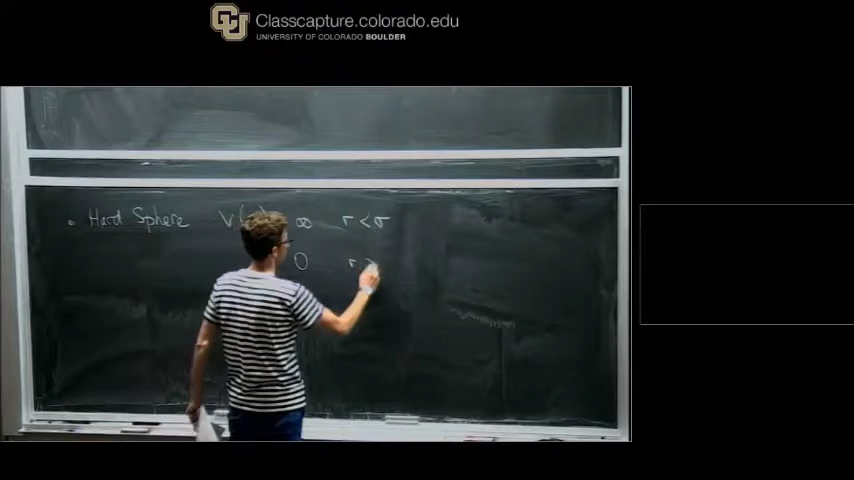 Classcapture.colorado.edu
UNIVERSITY OF COLORADO BOULDER
• Hard Sphere V( ∞ r < σ
0 r >